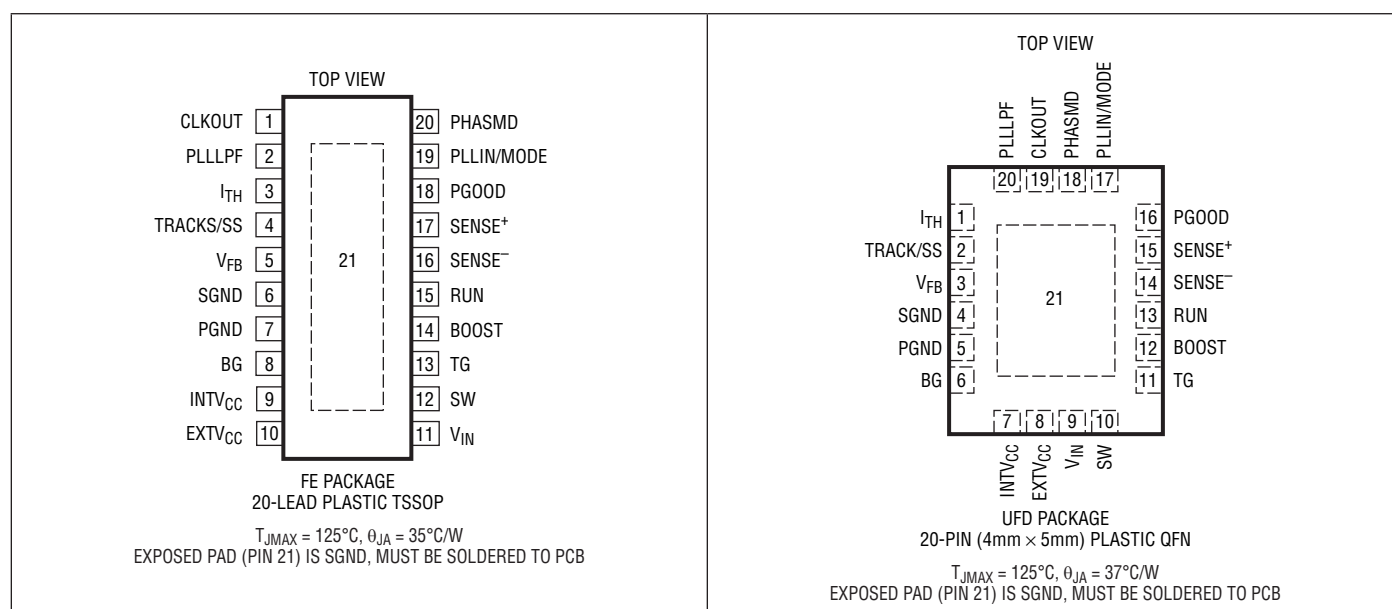 TOP VIEW
CLKOUT 1
PLLLPF 2
ITH 3
TRACKS/SS 4
VFB 5
SGND 6
PGND 7
BG 8
INTVCC 9
EXTVCC 10
21
20 PHASMD
19 PLLIN/MODE
18 PGOOD
17 SENSE+
16 SENSE–
15 RUN
14 BOOST
13 TG
12 SW
11 VIN
FE PACKAGE
20-LEAD PLASTIC TSSOP
TJMAX = 125°C, θJA = 35°C/W
EXPOSED PAD (PIN 21) IS SGND, MUST BE SOLDERED TO PCB
TOP VIEW
PLLLPF
CLKOUT
PHASMD
PLLIN/MODE
20 19 18 17
ITH 1
TRACK/SS 2
VFB 3
SGND 4
PGND 5
BG 6
21
16 PGOOD
15 SENSE+
14 SENSE–
13 RUN
12 BOOST
11 TG
7 8 9 10
INTVCC
EXTVCC
VIN
SW
UFD PACKAGE
20-PIN (4mm × 5mm) PLASTIC QFN
TJMAX = 125°C, θJA = 37°C/W
EXPOSED PAD (PIN 21) IS SGND, MUST BE SOLDERED TO PCB